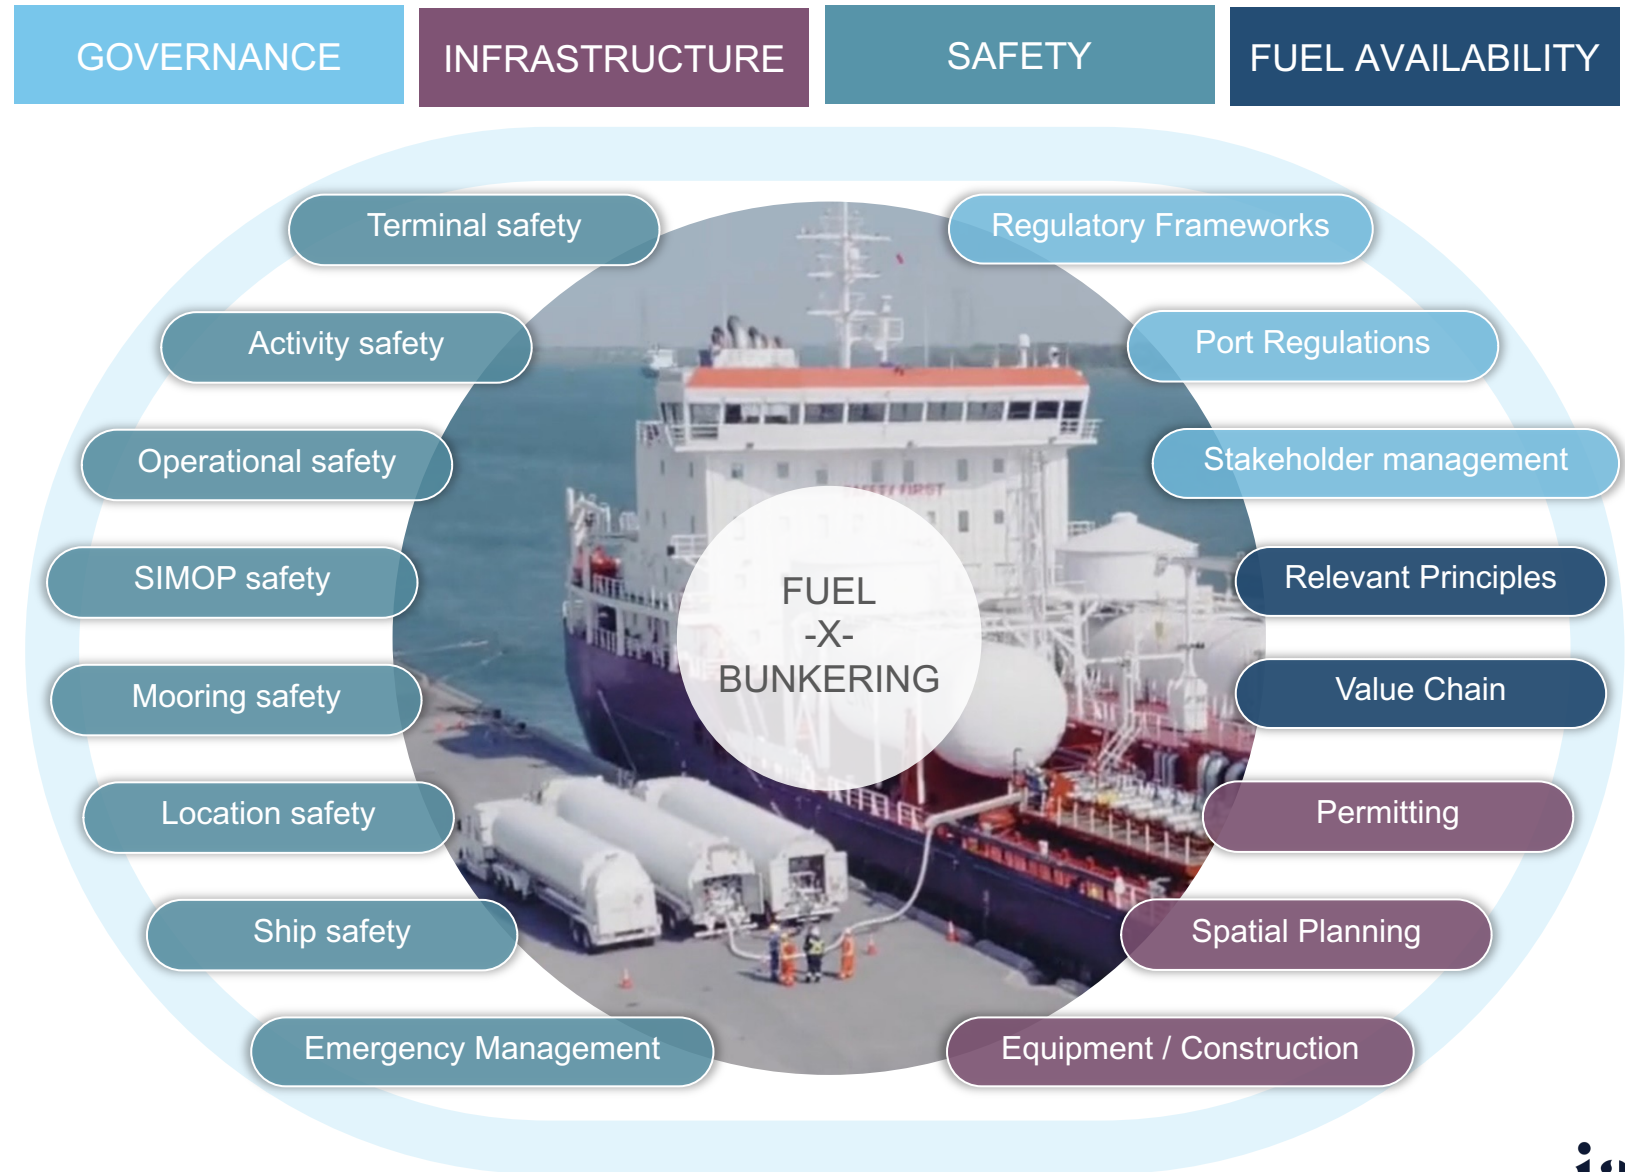 GOVERNANCE
INFRASTRUCTURE
SAFETY
FUEL AVAILABILITY
Terminal safety
Activity safety
Operational safety
SIMOP safety
Mooring safety
Location safety
Ship safety
Emergency Management
SAFETY FIRST
FUEL
-X-
BUNKERING
Regulatory Frameworks
Port Regulations
Stakeholder management
Relevant Principles
Value Chain
Permitting
Spatial Planning
Equipment / Construction